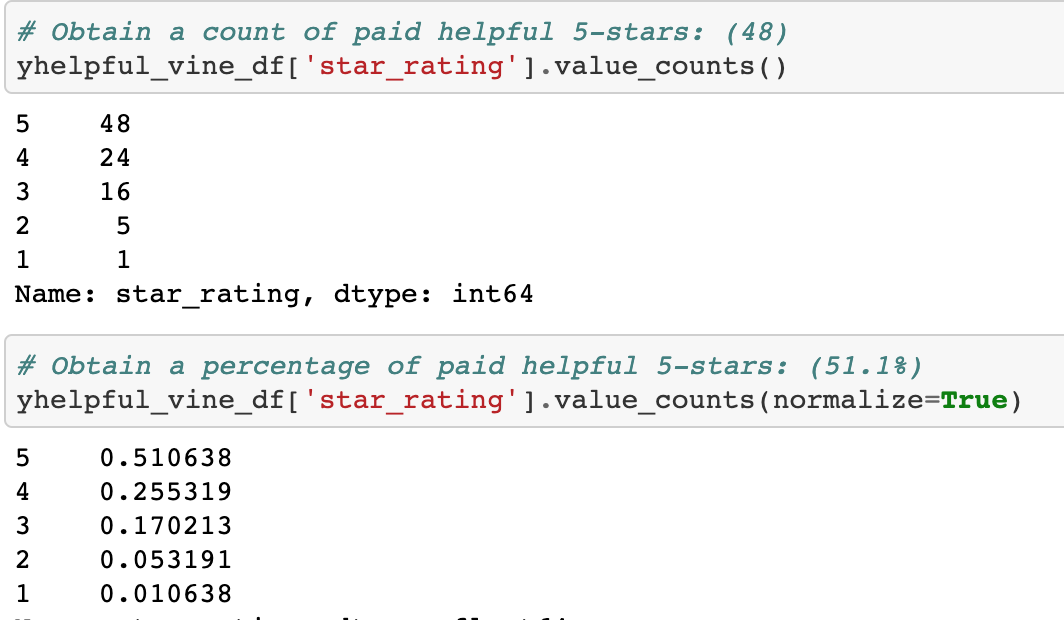 # Obtain a count of paid helpful 5-stars: (48)
yhelpful_vine_df['star_rating'].value_counts()
5    48
4    24
3    16
2     5
1     1
Name: star_rating, dtype: int64
# Obtain a percentage of paid helpful 5-stars: (51.1%)
yhelpful_vine_df['star_rating'].value_counts(normalize=True)
5    0.510638
4    0.255319
3    0.170213
2    0.053191
1    0.010638